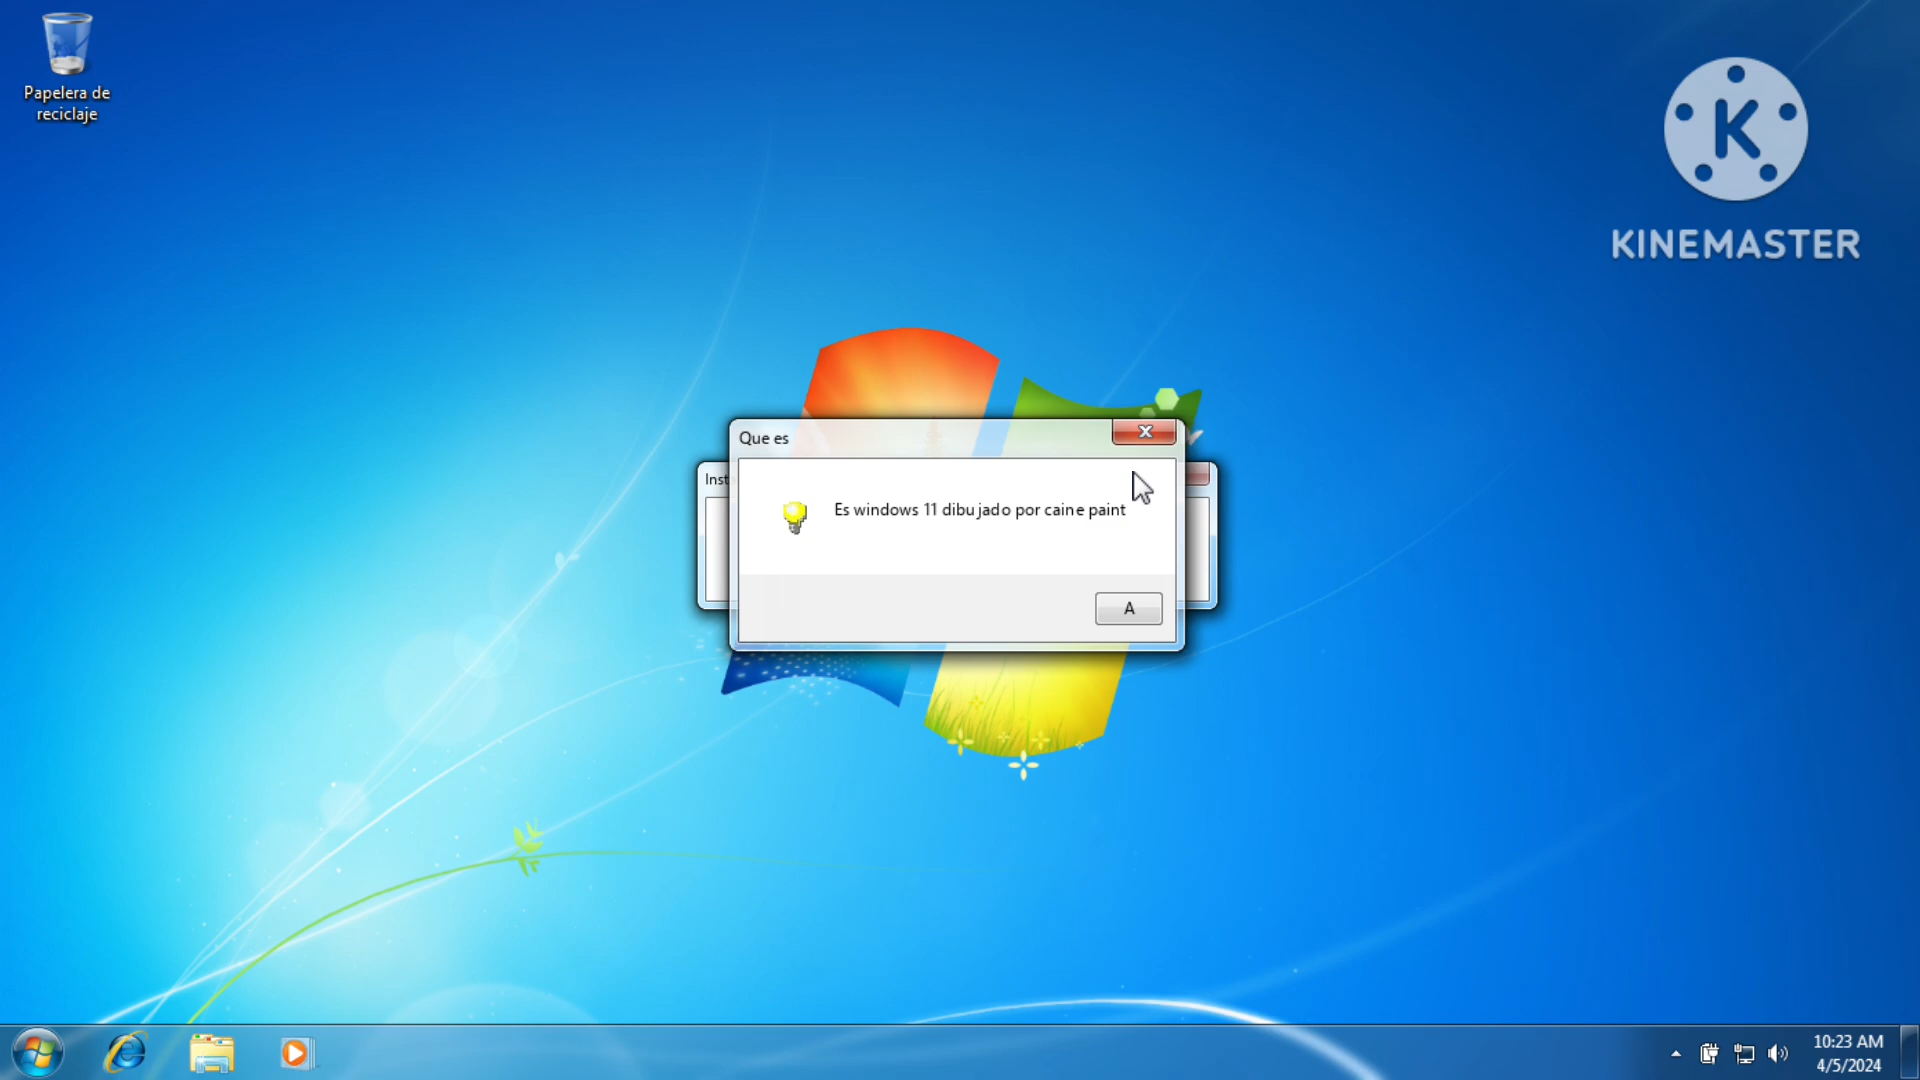 Papelera de
reciclaje
K
KINEMASTER
Que es
Inst
Es windows 11 dibujado por caine paint
A
10:23 AM
4/5/2024